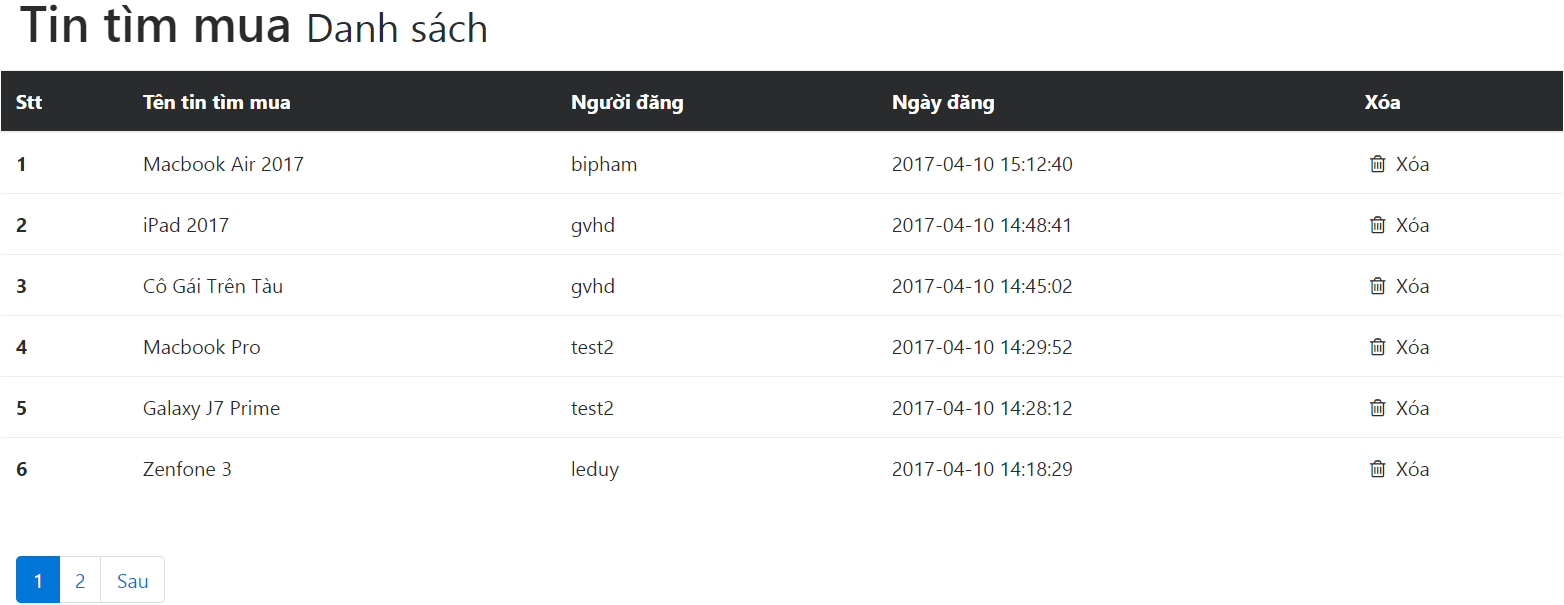 Tin tìm mua Danh sách
Stt Tên tin tìm mua Người đăng Ngày đăng Xóa
1 Macbook Air 2017 bipham 2017-04-10 15:12:40 Xóa
2 iPad 2017 gvhd 2017-04-10 14:48:41 Xóa
3 Cô Gái Trên Tàu gvhd 2017-04-10 14:45:02 Xóa
4 Macbook Pro test2 2017-04-10 14:29:52 Xóa
5 Galaxy J7 Prime test2 2017-04-10 14:28:12 Xóa
6 Zenfone 3 leduy 2017-04-10 14:18:29 Xóa
1 2 Sau